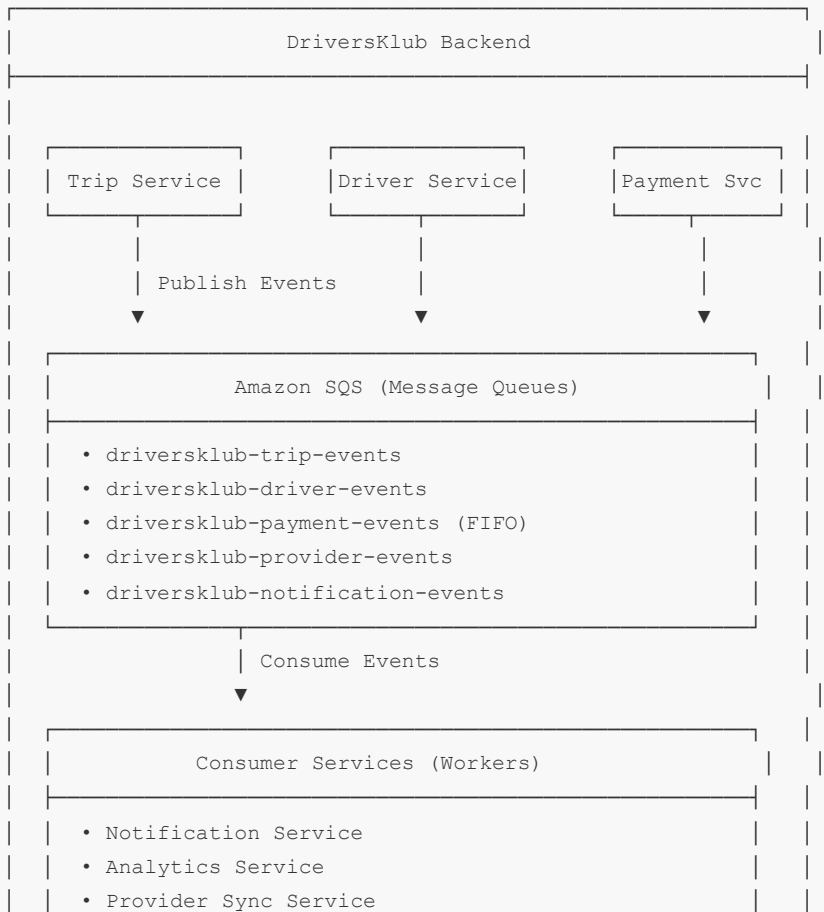 DriversKlub Backend
Trip Service Driver Service Payment Svc
Publish Events
Amazon SQS (Message Queues)
• driversklub-trip-events
• driversklub-driver-events
• driversklub-payment-events (FIFO)
• driversklub-provider-events
• driversklub-notification-events
Consume Events
Consumer Services (Workers)
• Notification Service
• Analytics Service
• Provider Sync Service